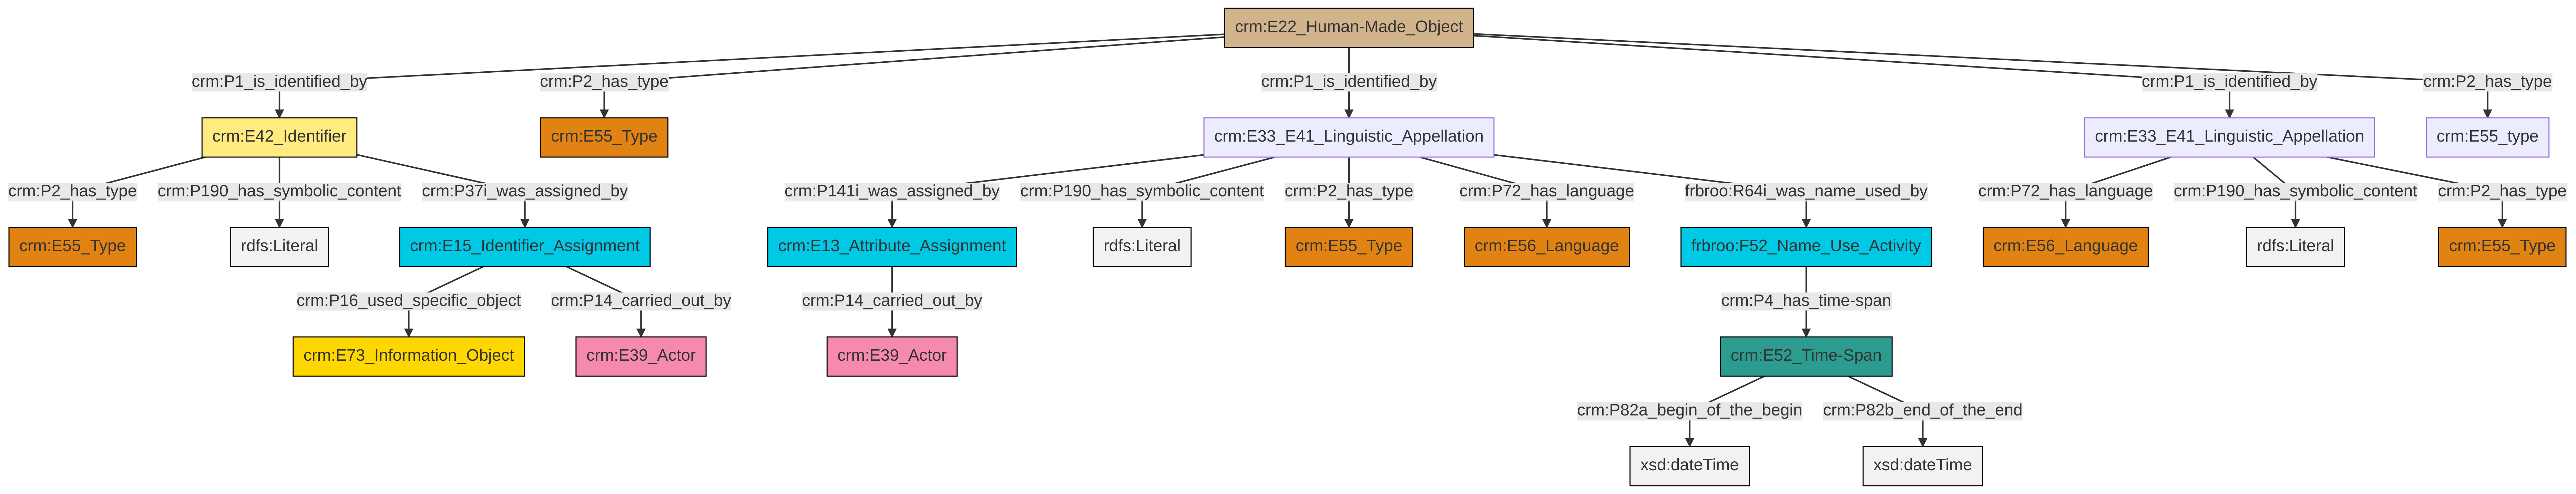 crm:E22_Human-Made_Object
crm:P1_is_identified_by
crm:P2_has_type
crm:P1_is_identified_by
crm:P1_is_identified_by
crm:P2_has_type
crm:E42_Identifier
crm:E55_Type
crm:E33_E41_Linguistic_Appellation
crm:E33_E41_Linguistic_Appellation
crm:E55_type
crm:P2_has_type
crm:P190_has_symbolic_content
crm:P37i_was_assigned_by
crm:P141i_was_assigned_by
crm:P190_has_symbolic_content
crm:P2_has_type
crm:P72_has_language
frbroo:R64i_was_name_used_by
crm:P72_has_language
crm:P190_has_symbolic_content
crm:P2_has_type
crm:E55_Type
rdfs:Literal
crm:E15_Identifier_Assignment
crm:E13_Attribute_Assignment
rdfs:Literal
crm:E55_Type
crm:E56_Language
frbroo:F52_Name_Use_Activity
crm:E56_Language
rdfs:Literal
crm:E55_Type
crm:P16_used_specific_object
crm:P14_carried_out_by
crm:P14_carried_out_by
crm:P4_has_time-span
crm:E73_Information_Object
crm:E39_Actor
crm:E39_Actor
crm:E52_Time-Span
crm:P82a_begin_of_the_begin
crm:P82b_end_of_the_end
xsd:dateTime
xsd:dateTime